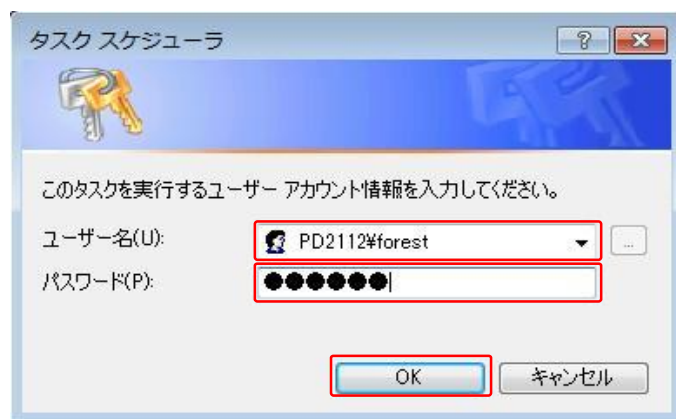 タスク スケジューラ
このタスクを実行するユーザー アカウント情報を入力してください。
ユーザー名(U):
PD2112¥forest
...
パスワード(P):
●●●●●●
OK
キャンセル